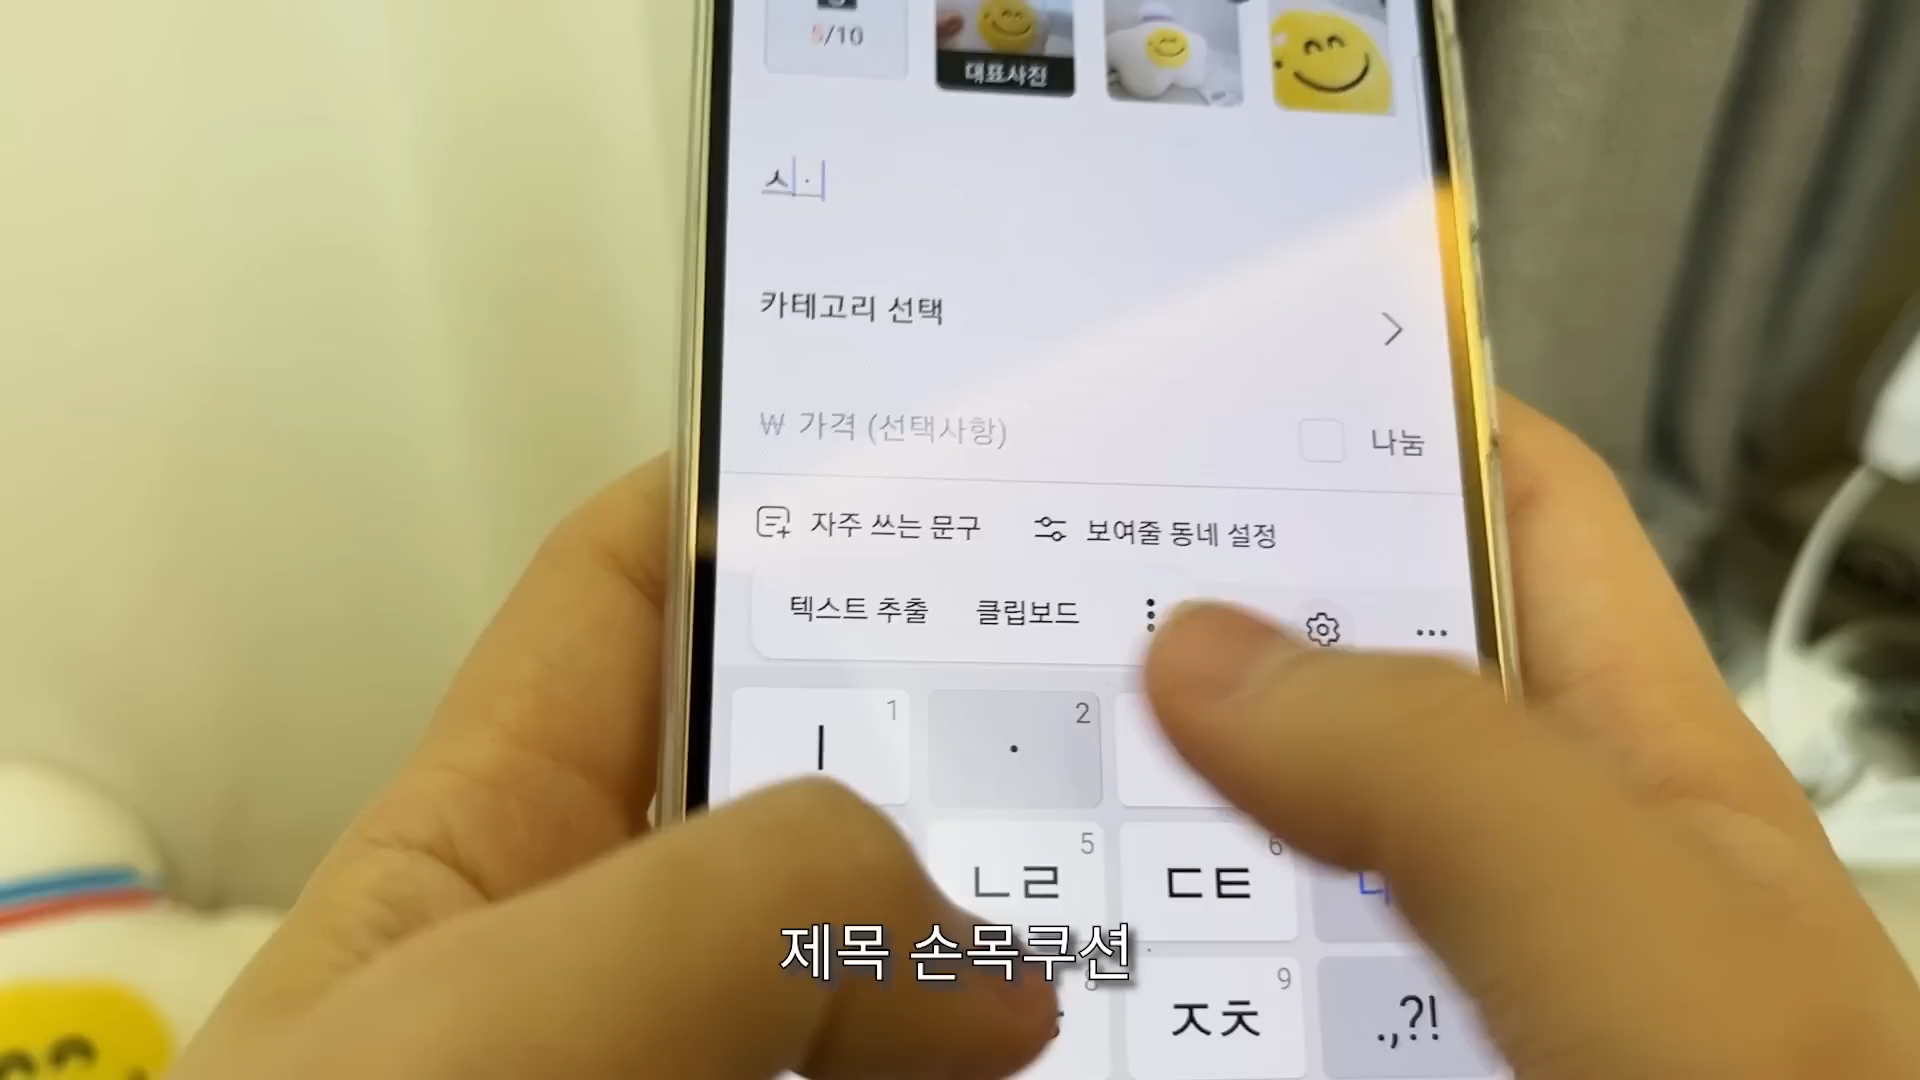 5/10
대표사진
ㅅ·
카테고리 선택
₩ 가격 (선택사항)
나눔
자주 쓰는 문구
보여줄 동네 설정
텍스트 추출
클립보드
ㅣ 1
· 2
ㄴㄹ 5
ㄷㅌ 6
8
ㅈㅊ 9
.,?!
제목 손목쿠션